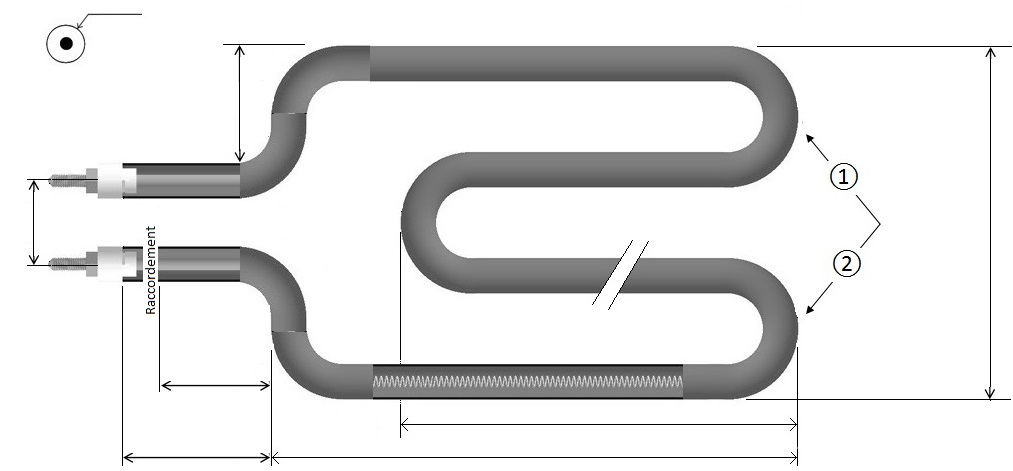 ①
②
Raccordement